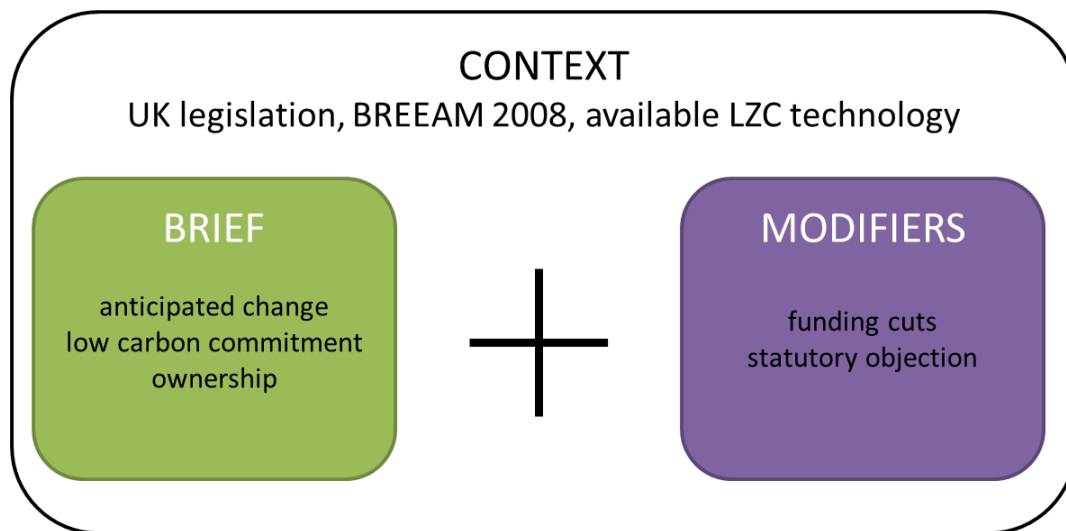 CONTEXT
UK legislation, BREEAM 2008, available LZC technology
BRIEF
anticipated change
low carbon commitment
ownership
MODIFIERS
funding cuts
statutory objection